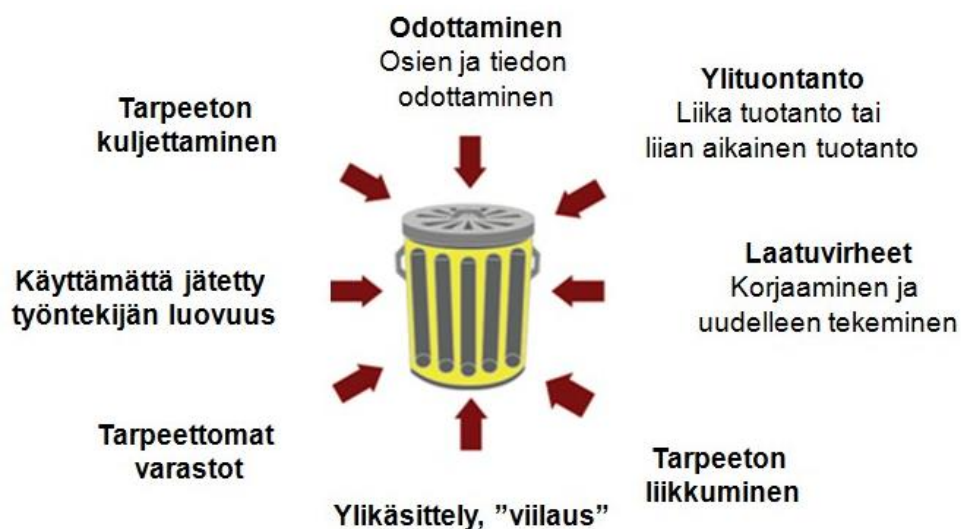 Odottaminen
Osien ja tiedon
odottaminen
Ylituontanto
Liika tuotanto tai
liian aikainen tuotanto
Laatuvirheet
Korjaaminen ja
uudelleen tekeminen
Tarpeeton
liikkuminen
Ylikäsittely, ”viilaus”
Tarpeettomat
varastot
Käyttämättä jätetty
työntekijän luovuus
Tarpeeton
kuljettaminen